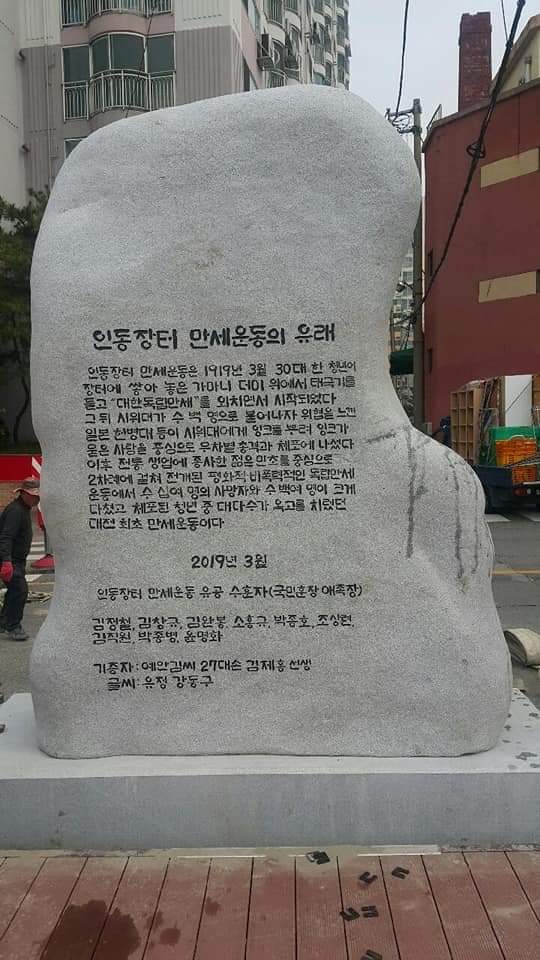 인동장터 만세운동의 유래
인동장터 만세운동은 1919년 3월 30대 한 청년이
장터에 쌓아 놓은 가마니 데미 위에서 태극기를
들고 "대한독립만세"를 외치면서 시작되었다
그 뒤 시위대가 수 백 명으로 불어나자 위협을 느낀
일본 헌병대 등이 시위대에게 잉크를 뿌려 잉크가
묻은 사람을 중심으로 무차별 총격과 체포에 나섰다
이후 전통 상업에 종사한 젊은 민초를 중심으로
2차례에 걸쳐 전개된 평화적 비폭력적인 독립만세
운동에서 수 십여 명의 사망자와 수 백여 명이 크게
다쳤고 체포된 청년 중 대다수가 옥고를 치렀던
대전 최초 만세운동이다
2019년 3월
인동장터 만세운동 유공 수훈자(국민훈장 애족장)
김정철, 김창규, 김완봉, 소흥규, 박종호, 조상련,
김직원, 박종병, 윤명화
기증자: 예안김씨 27대손 김제홍 선생
글씨: 유정 강동구